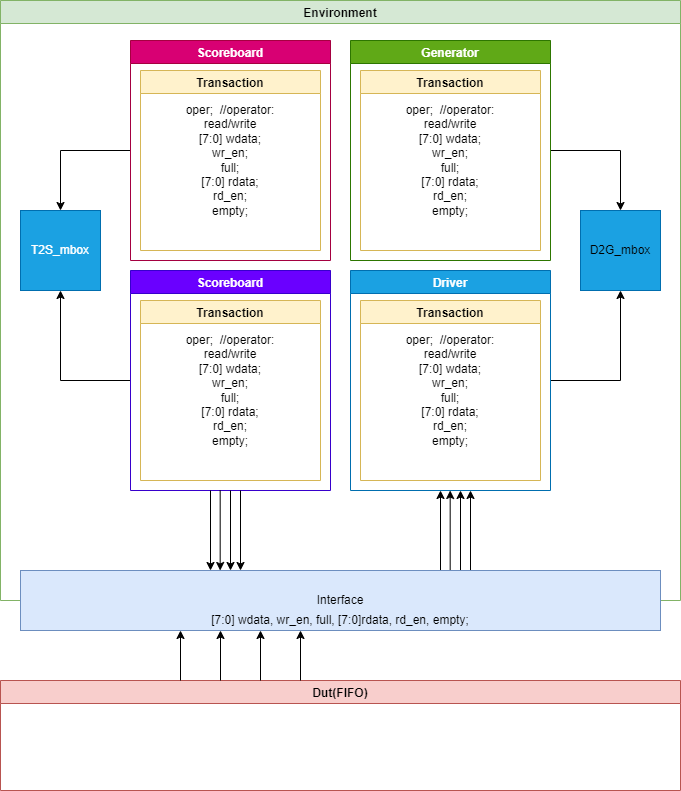 Environment
Scoreboard
Transaction
oper;  //operator:
read/write
[7:0] wdata;
wr_en;
full;
[7:0] rdata;
rd_en;
empty;
Generator
Transaction
oper;  //operator:
read/write
[7:0] wdata;
wr_en;
full;
[7:0] rdata;
rd_en;
empty;
T2S_mbox
D2G_mbox
Scoreboard
Transaction
oper;  //operator:
read/write
[7:0] wdata;
wr_en;
full;
[7:0] rdata;
rd_en;
empty;
Driver
Transaction
oper;  //operator:
read/write
[7:0] wdata;
wr_en;
full;
[7:0] rdata;
rd_en;
empty;
Interface
[7:0] wdata, wr_en, full, [7:0]rdata, rd_en, empty;
Dut(FIFO)